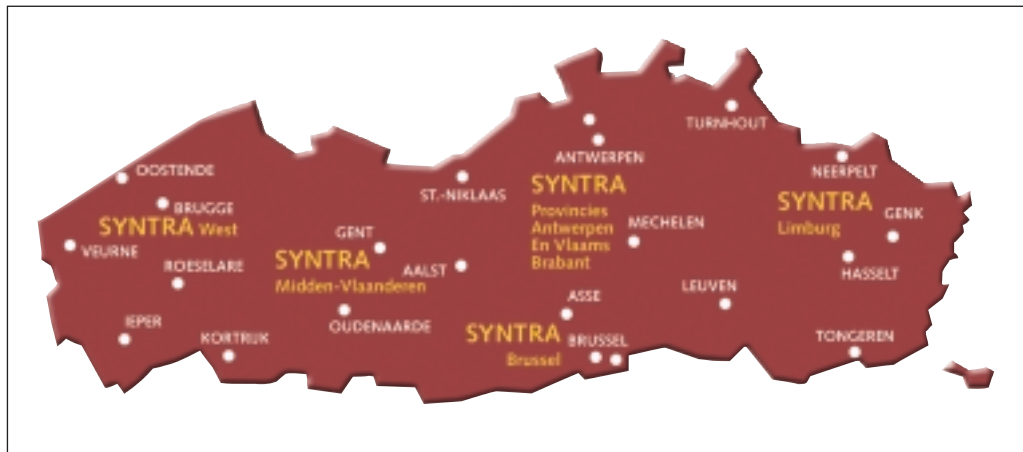 OOSTENDE
BRUGGE
SYNTRA West
VEURNE
ROESELARE
IEPER
KORTRIJK
GENT
SYNTRA
Midden-Vlaanderen
AALST
OUDENAARDE
ST.-NIKLAAS
ANTWERPEN
TURNHOUT
SYNTRA
Provincies
Antwerpen
En Vlaams
Brabant
MECHELEN
LEUVEN
ASSE
SYNTRA
Brussel
BRUSSEL
NEERPELT
SYNTRA
Limburg
GENK
HASSELT
TONGEREN